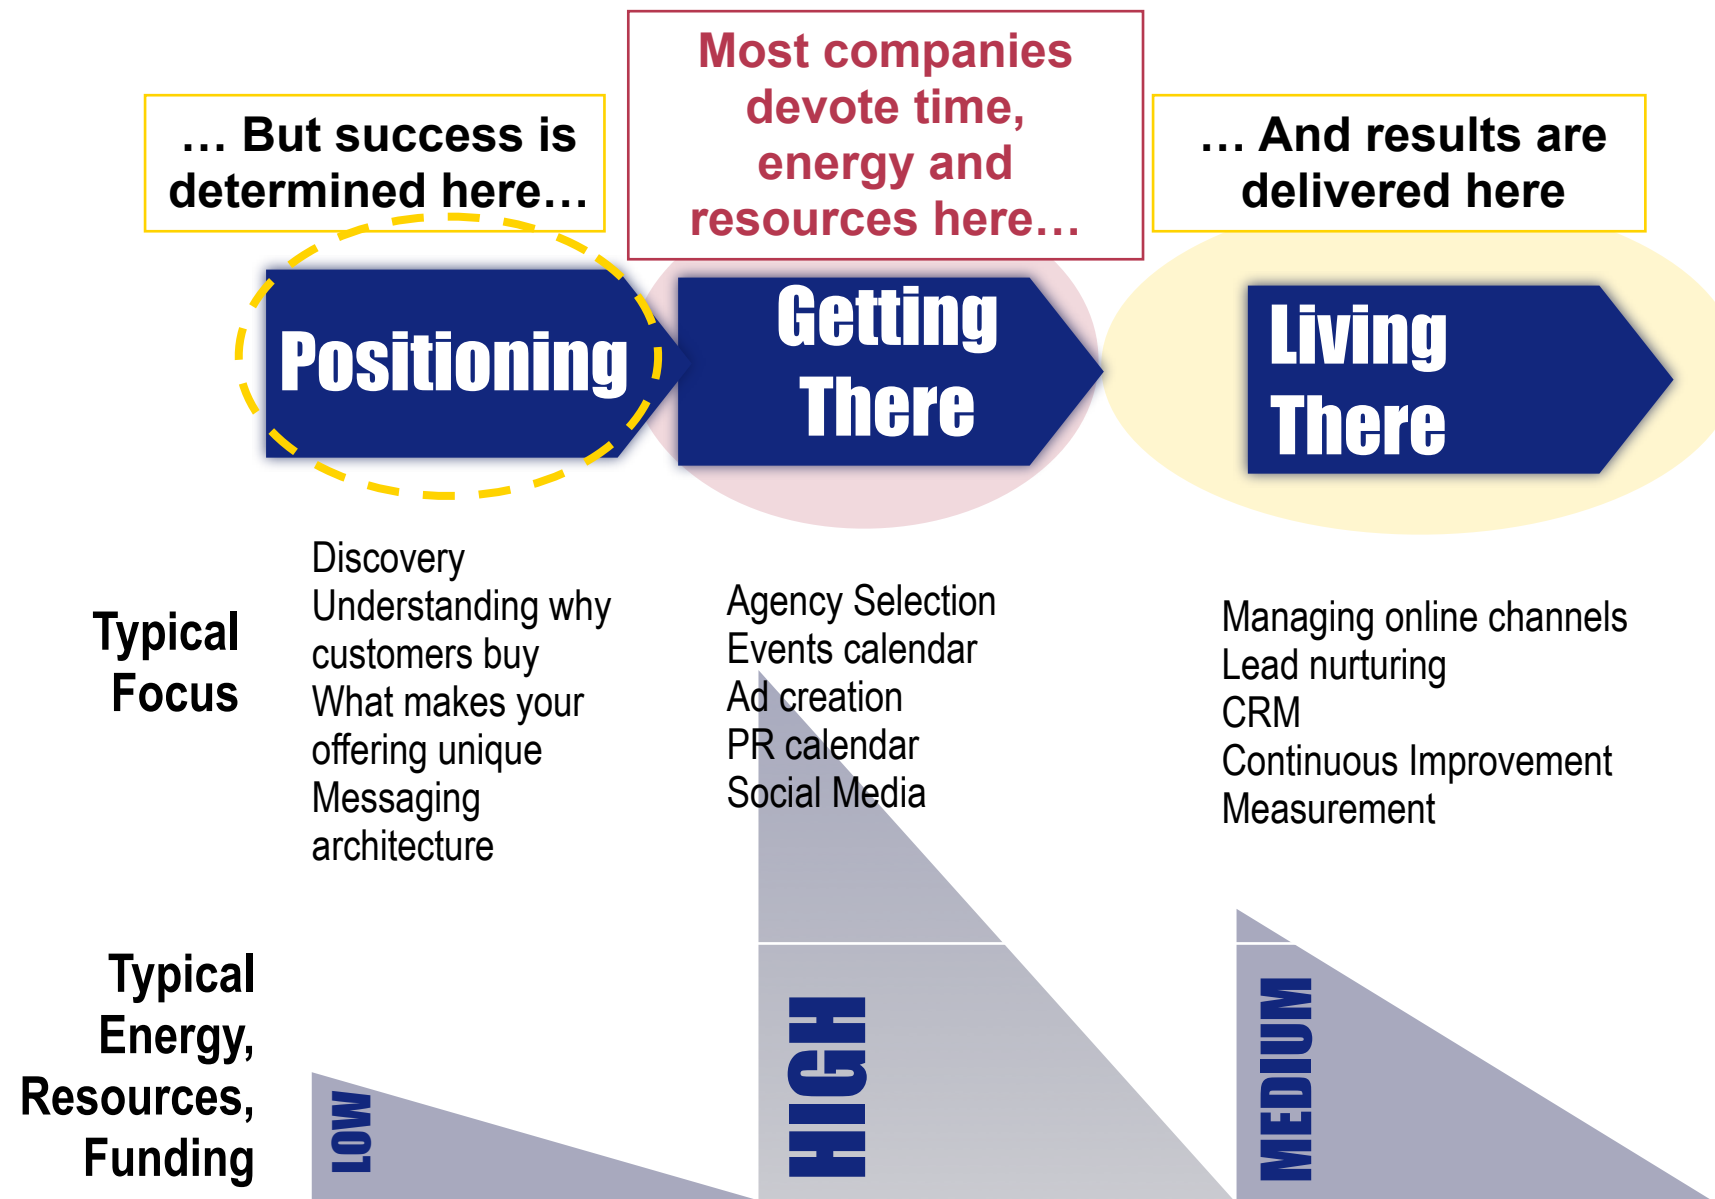 … But success is
determined here…
Most companies
devote time,
energy and
resources here…
… And results are
delivered here
Positioning
Getting
There
Living
There
Typical
Focus
Discovery
Understanding why
customers buy
What makes your
offering unique
Messaging
architecture
Agency Selection
Events calendar
Ad creation
PR calendar
Social Media
Managing online channels
Lead nurturing
CRM
Continuous Improvement
Measurement
Typical
Energy,
Resources,
Funding
LOW
HIGH
MEDIUM